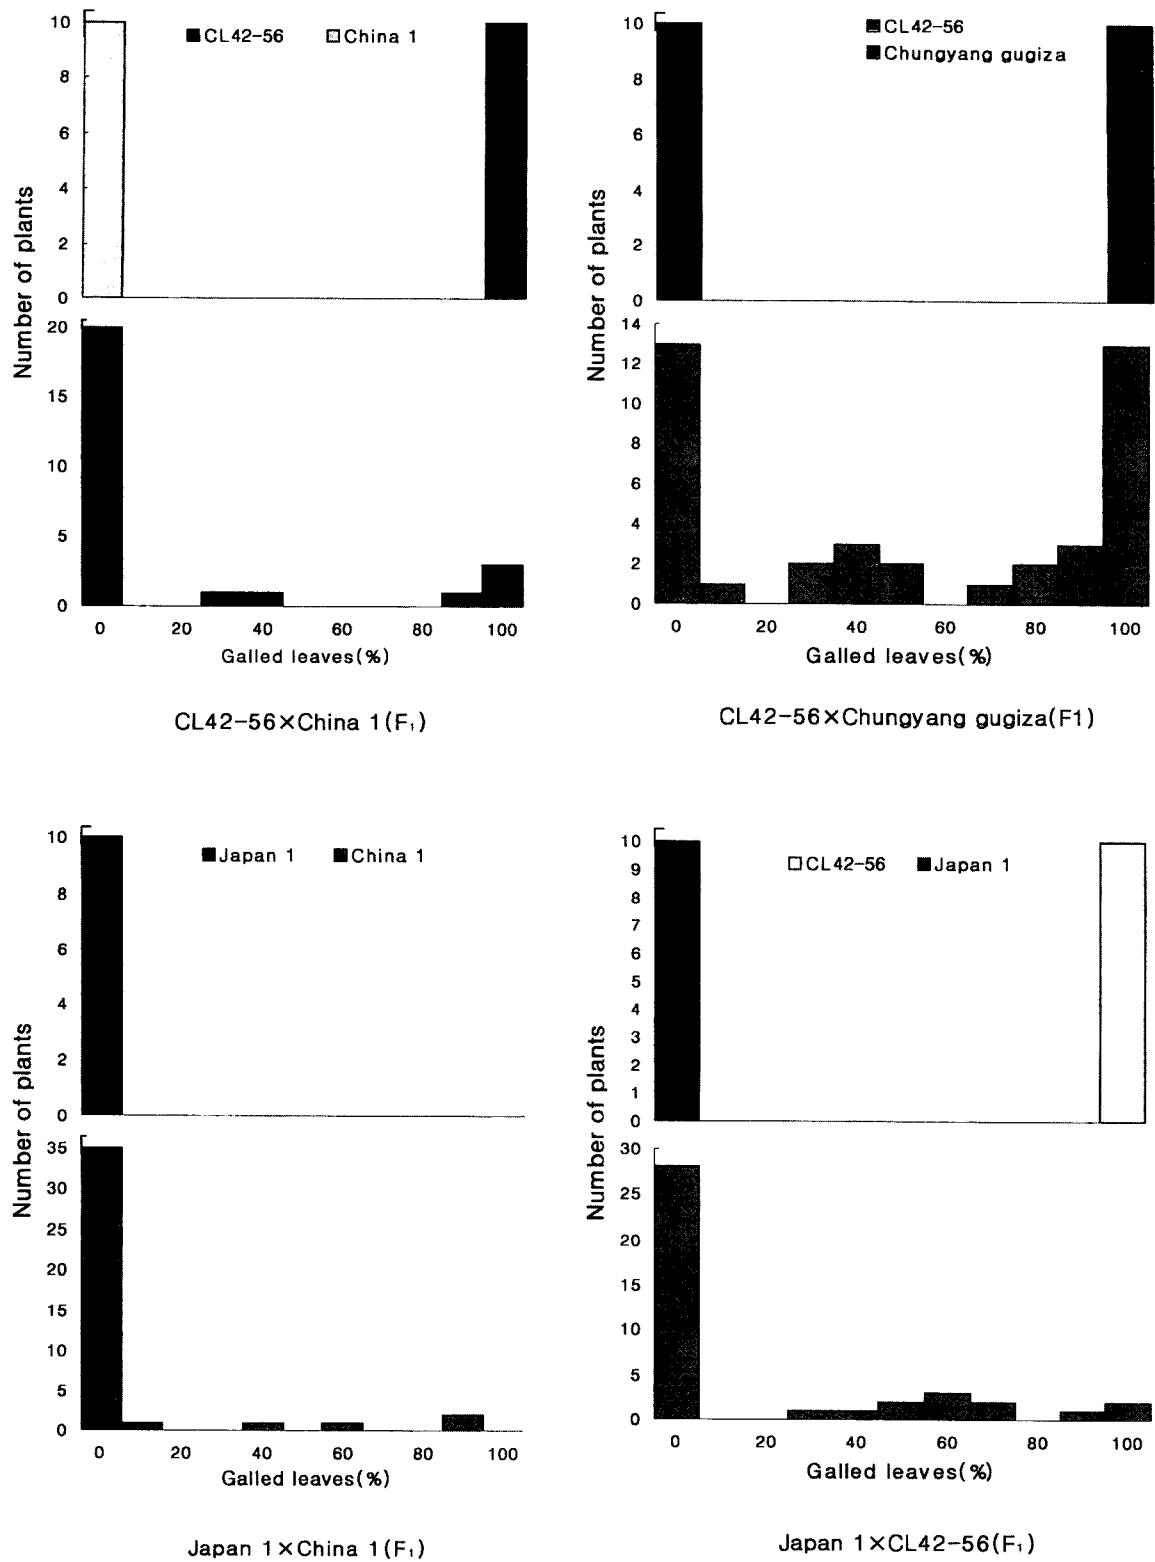 CL42-56 China 1
10
8
6
4
2
0
Number of plants
20
15
10
5
0
0 20 40 60 80 100
Galled leaves(%)
CL42-56×China 1(F₁)
CL42-56
Chungyang gugiza
10
8
6
4
2
0
Number of plants
14
12
10
8
6
4
2
0
0 20 40 60 80 100
Galled leaves(%)
CL42-56×Chungyang gugiza(F1)
Japan 1 China 1
10
8
6
4
2
0
Number of plants
35
30
25
20
15
10
5
0
0 20 40 60 80 100
Galled leaves(%)
Japan 1×China 1(F₁)
CL42-56 Japan 1
10
9
8
7
6
5
4
3
2
1
0
Number of plants
30
25
20
15
10
5
0
0 20 40 60 80 100
Galled leaves(%)
Japan 1×CL42-56(F₁)